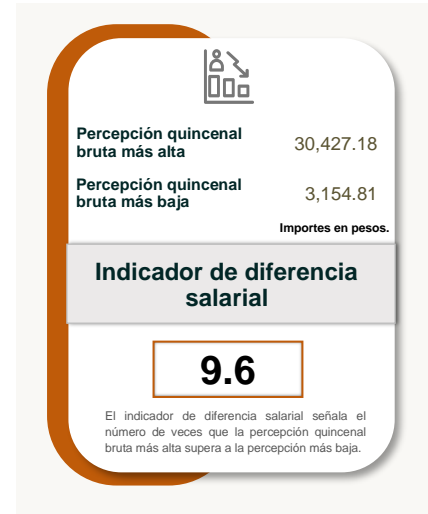 Percepción quincenal
bruta más alta
30,427.18
Percepción quincenal
bruta más baja
3,154.81
Importes en pesos.
Indicador de diferencia
salarial
9.6
El indicador de diferencia salarial señala el
número de veces que la percepción quincenal
bruta más alta supera a la percepción más baja.